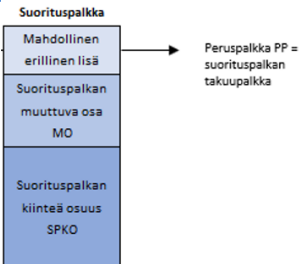 Suorituspalkka
Mahdollinen
erillinen lisä
Suorituspalkan
muuttuva osa
MO
Suorituspalkan
kiinteä osuus
SPKO
Peruspalkka PP =
suorituspalkan
takuupalkka